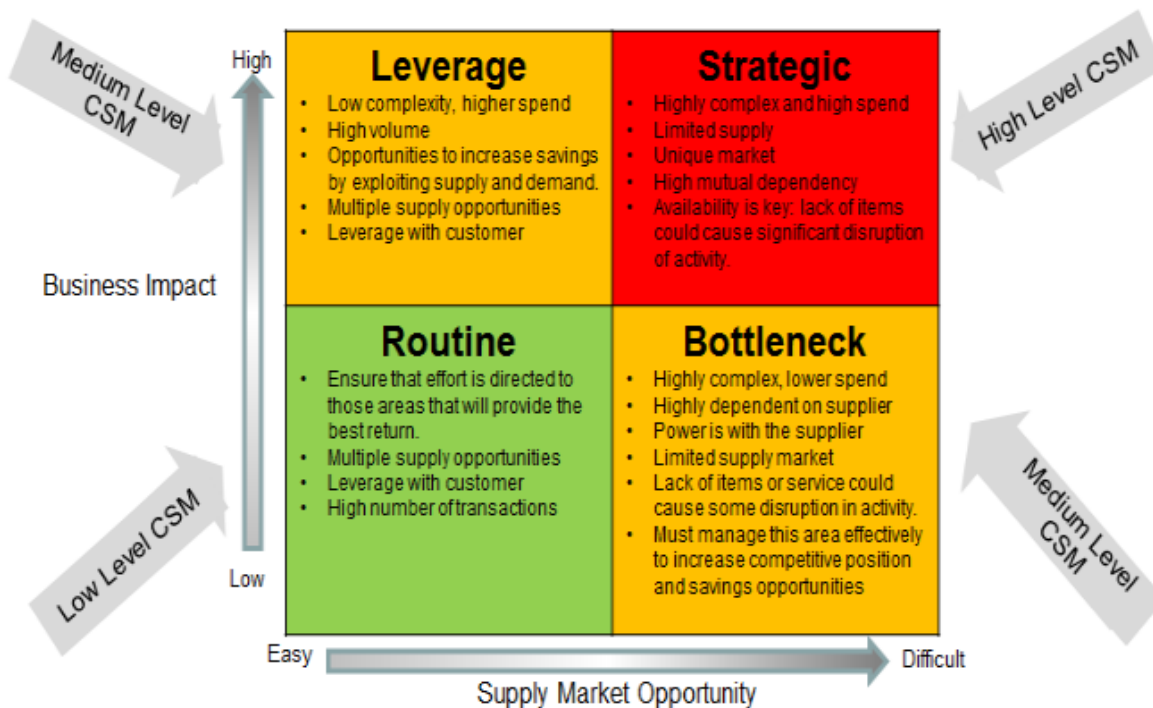 Medium Level
CSM
High
Business Impact
Low
Low Level CSM
Leverage
• Low complexity, higher spend
• High volume
• Opportunities to increase savings
by exploiting supply and demand.
• Multiple supply opportunities
• Leverage with customer
Strategic
• Highly complex and high spend
• Limited supply
• Unique market
• High mutual dependency
• Availability is key: lack of items
could cause significant disruption
of activity.
High Level CSM
Routine
• Ensure that effort is directed to
those areas that will provide the
best return.
• Multiple supply opportunities
• Leverage with customer
• High number of transactions
Bottleneck
• Highly complex, lower spend
• Highly dependent on supplier
• Power is with the supplier
• Limited supply market
• Lack of items or service could
cause some disruption in activity.
• Must manage this area effectively
to increase competitive position
and savings opportunities
Medium Level
CSM
Easy
Difficult
Supply Market Opportunity